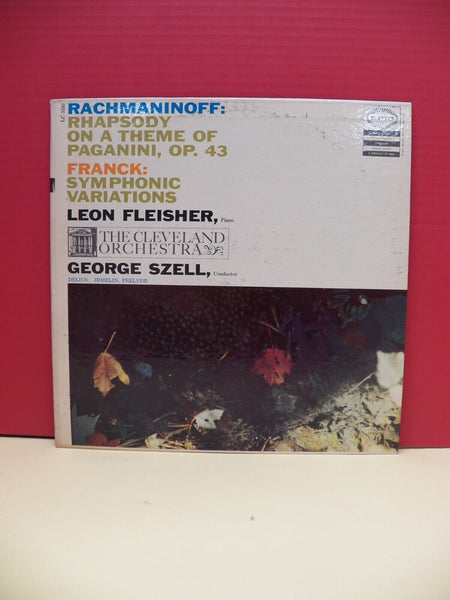 RACHMANINOFF:
RHAPSODY
ON A THEME OF
PAGANINI, OP. 43
FRANCK:
SYMPHONIC
VARIATIONS
LEON FLEISHER, Piano
THE CLEVELAND
ORCHESTRA
GEORGE SZELL, Conductor
DELIUS: IRMELIN, PRELUDE
EPIC